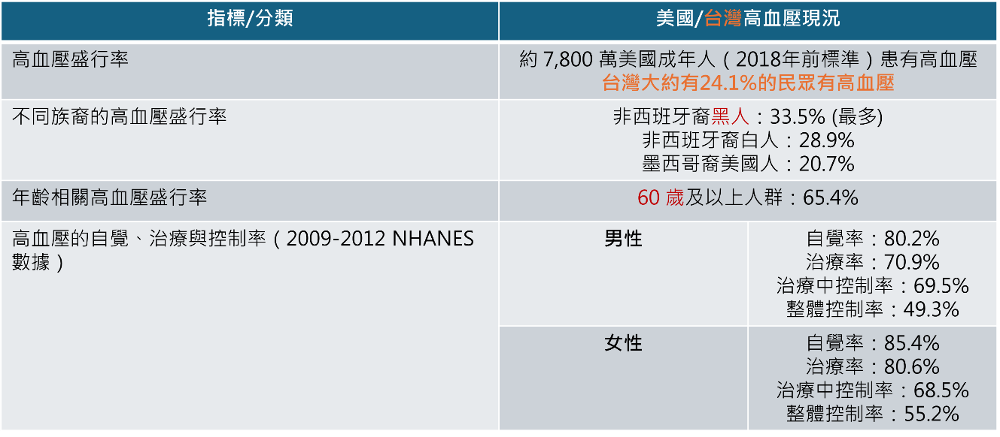 指標/分類
美國/台灣高血壓現況
高血壓盛行率
約 7,800 萬美國成年人（2018年前標準）患有高血壓
台灣大約有24.1%的民眾有高血壓
不同族裔的高血壓盛行率
非西班牙裔黑人：33.5% (最多)
非西班牙裔白人：28.9%
墨西哥裔美國人：20.7%
年齡相關高血壓盛行率
60 歲及以上人群：65.4%
高血壓的自覺、治療與控制率（2009-2012 NHANES
數據）
男性
自覺率：80.2%
治療率：70.9%
治療中控制率：69.5%
整體控制率：49.3%
女性
自覺率：85.4%
治療率：80.6%
治療中控制率：68.5%
整體控制率：55.2%